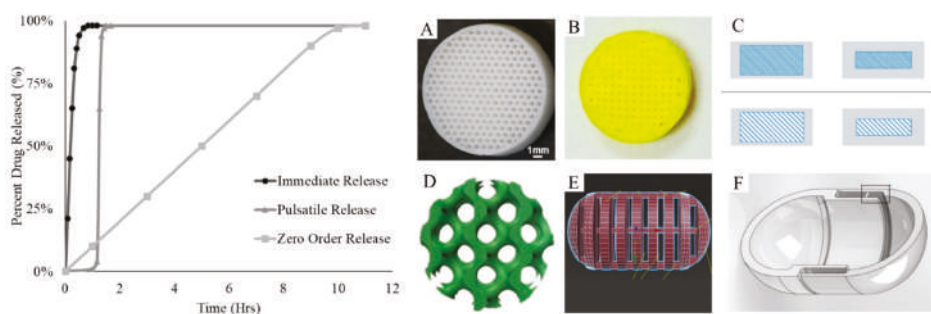 100%
75%
50%
25%
0%
Percent Drug Released (%)
0
2
4
6
8
10
12
Time (Hrs)
Immediate Release
Pulsatile Release
Zero Order Release
A
1mm
B
C
D
E
F